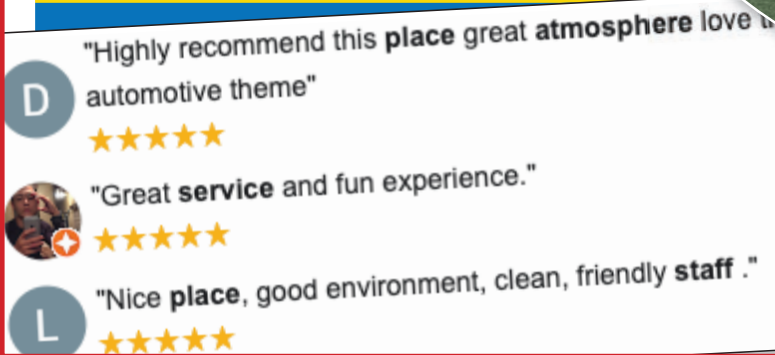 "Highly recommend this place great atmosphere love
automotive theme"
D
"Great service and fun experience."
"Nice place, good environment, clean, friendly staff ."
L